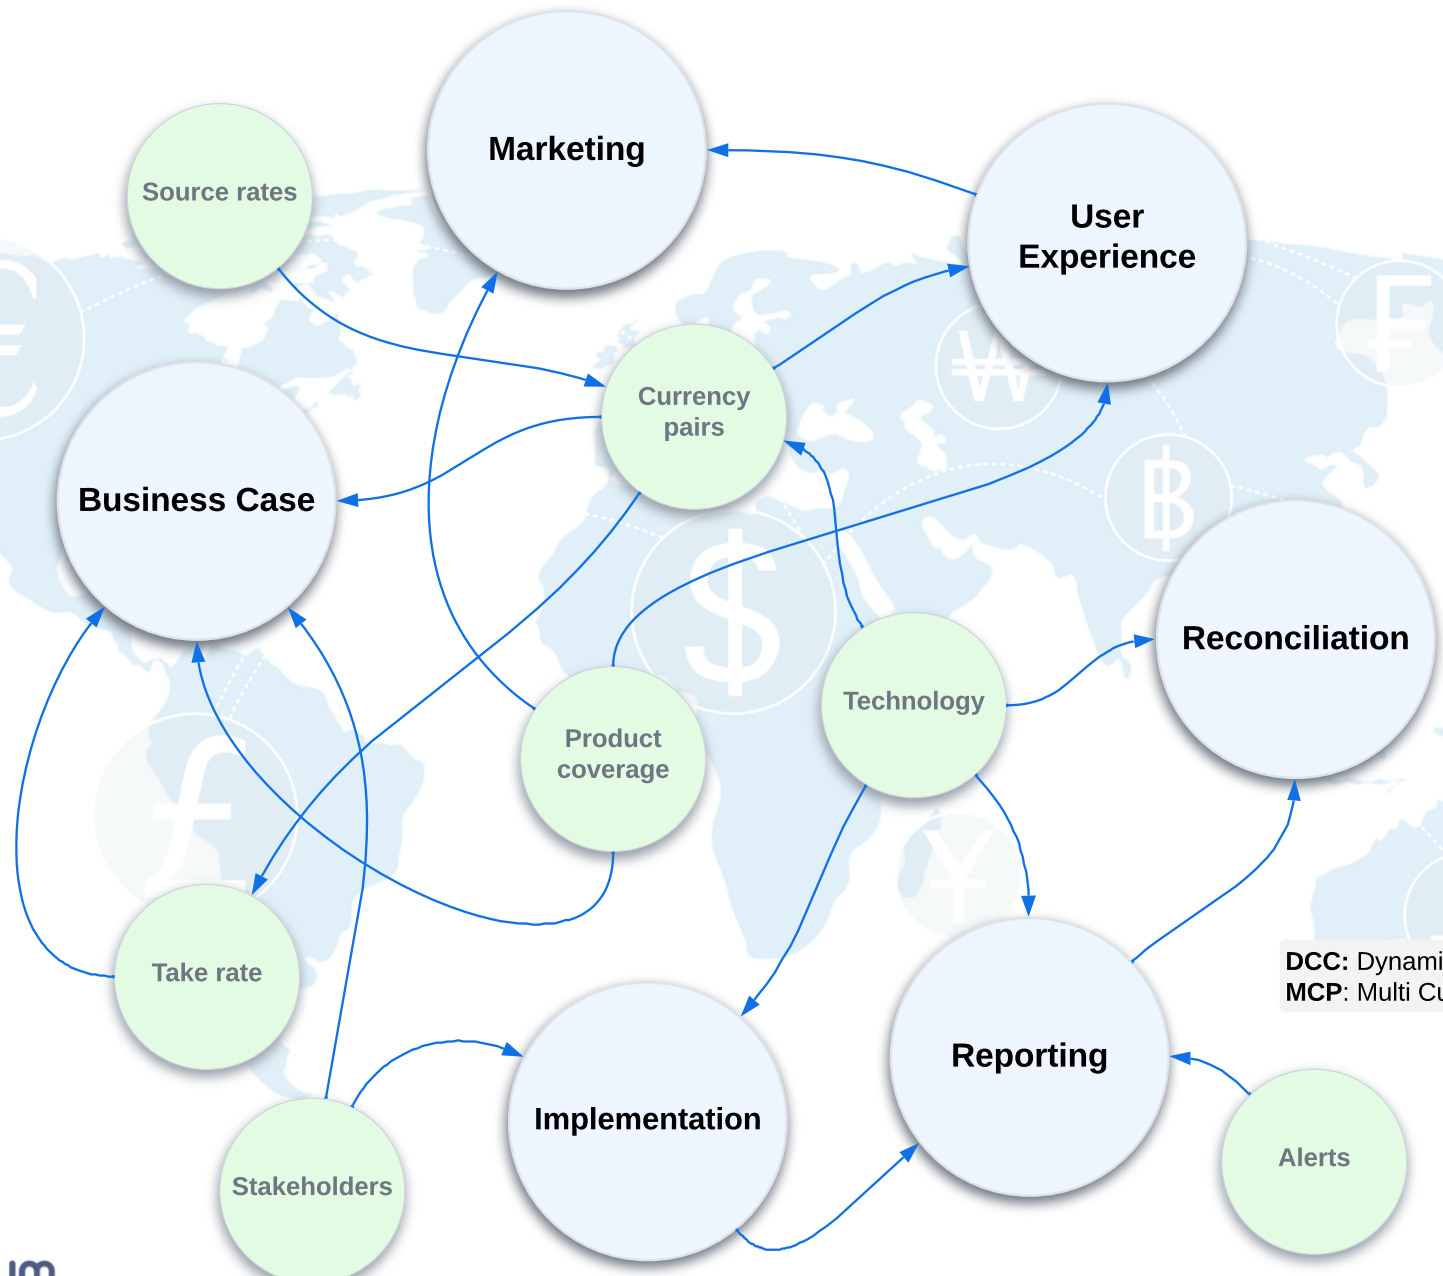 Marketing
Source rates
User
Experience
Currency
pairs
Business Case
Reconciliation
Technology
Product
coverage
Take rate
DCC: Dynami
MCP: Multi Cu
Reporting
Implementation
Alerts
Stakeholders